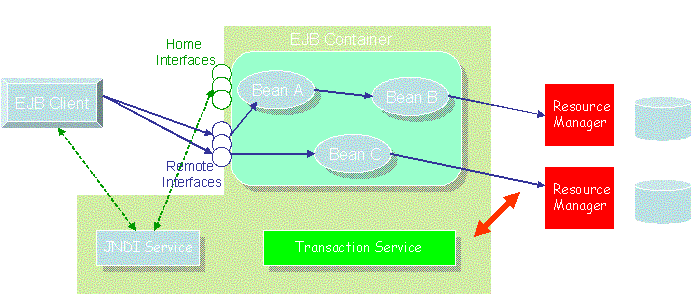 Home
Interfaces
EJB Container
EJB Client
Bean A
Bean B
Resource
Manager
Remote
Interfaces
Bean C
Resource
Manager
JNDI Service
Transaction Service